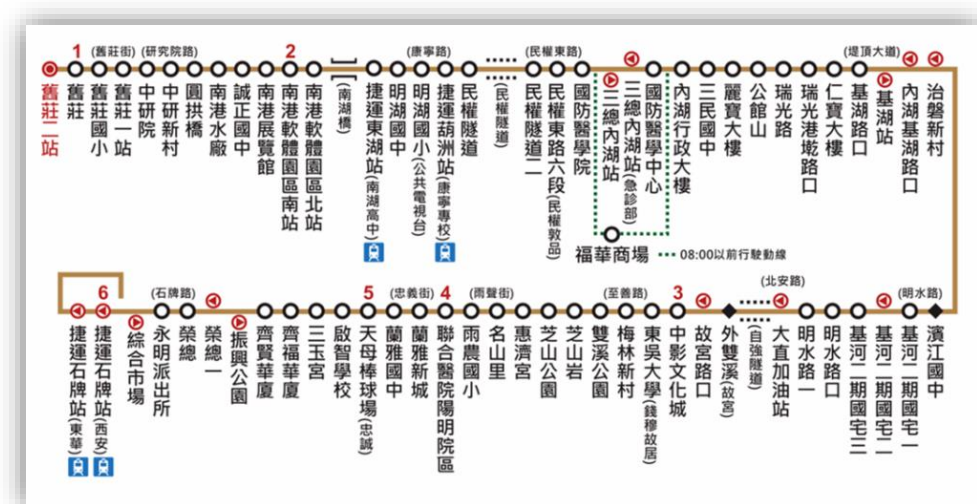 1
(舊莊街)
(研究院路)
2
(康寧路)
(民權東路)
(堤頂大道)
舊莊二站
舊莊
舊莊國小
舊莊一站
中研院
中研新村
圓拱橋
南港水廠
誠正國中
南港展覽館
南港軟體園區南站
南港軟體園區北站
(南湖橋)
捷運東湖站(南湖高中)
明湖國中
明湖國小(公共電視台)
捷運葫洲站(康寧專校)
民權隧道
(民權隧道)
民權隧道二
民權東路六段(民權敦品)
國防醫學院
三總內湖站
三總內湖站(急診部)
國防醫學中心
內湖行政大樓
三民國中
麗寶大樓
公館山
瑞光路
瑞光港墘路口
仁寶大樓
基湖路口
基湖站
內湖基湖路口
治磐新村
福華商場
08:00以前行駛動線
6
(石牌路)
5
(忠義街)
4
(雨聲街)
(至善路)
3
(北安路)
(明水路)
捷運石牌站(東華)
捷運石牌站(西安)
綜合市場
永明派出所
榮總
榮總一
振興公園
齊賢華廈
齊福華廈
三玉宮
啟智學校
天母棒球場(忠誠)
蘭雅國中
蘭雅新城
聯合醫院陽明院區
雨農國小
名山里
惠濟宮
芝山公園
芝山岩
雙溪公園
梅林新村
東吳大學(錢穆故居)
中影文化城
故宮路口
外雙溪(故宮)
(自強隧道)
大直加油站
明水路一
明水路口
基河二期國宅三
基河二期國宅二
基河二期國宅一
濱江國中